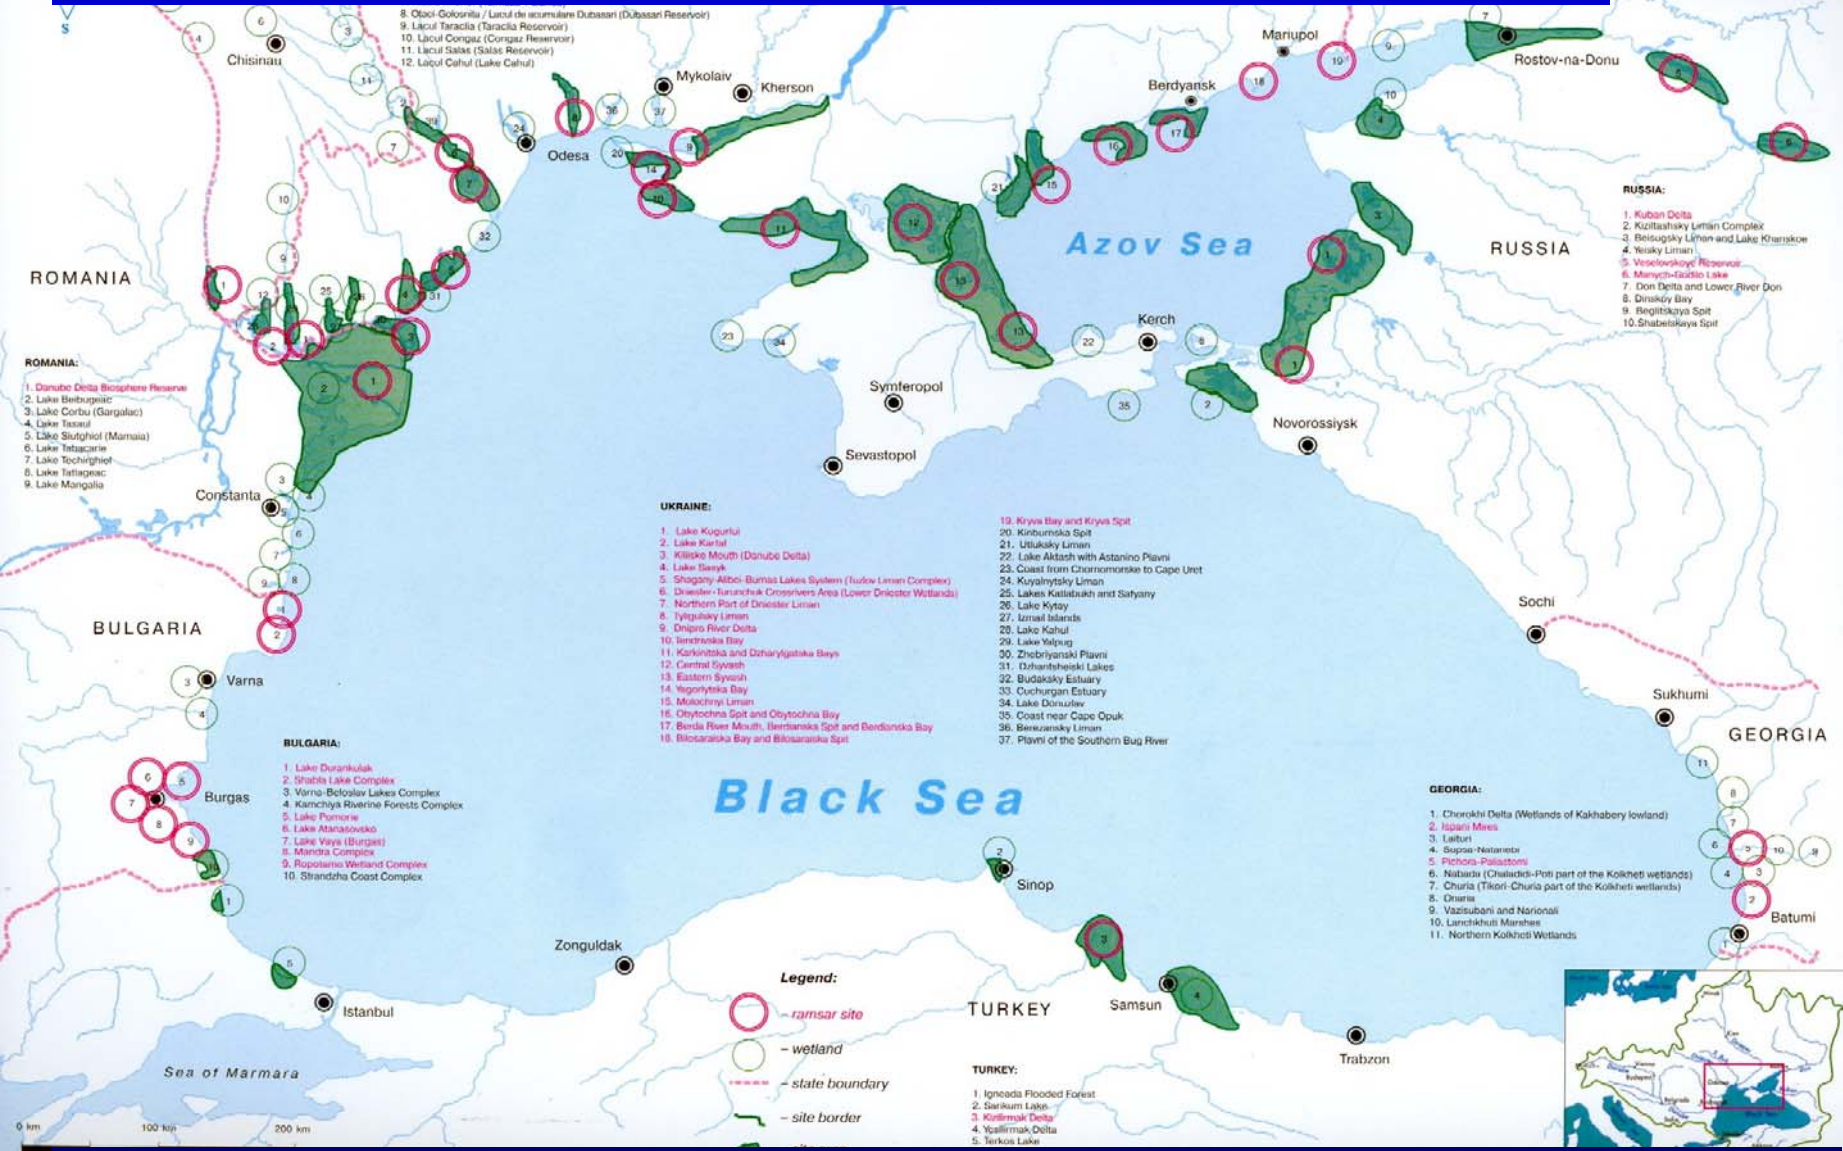 S
8. Otaci-Golosnita / Lacul de acumulare Dubasari (Dubasari Reservoir)
9. Lacul Taraclia (Taraclia Reservoir)
10. Lacul Congaz (Congaz Reservoir)
11. Lacul Salas (Salas Reservoir)
12. Lacul Cahul (Lake Cahul)
Chisinau
Mykolaiv
Kherson
Odesa
Mariupol
Berdyansk
Rostov-na-Donu
Azov Sea
RUSSIA
RUSSIA:
1. Kuban Delta
2. Kiziltashsky Liman Complex
3. Beisugsky Liman and Lake Khanskoe
4. Yeisky Liman
5. Veselovskoye Reservoir
6. Manych-Gudilo Lake
7. Don Delta and Lower River Don
8. Dinskoy Bay
9. Beglitskaya Spit
10. Shabelskaya Spit
ROMANIA
ROMANIA:
1. Danube Delta Biosphere Reserve
2. Lake Beibugeac
3. Lake Corbu (Gargalac)
4. Lake Tasaul
5. Lake Siutghiol (Mamaia)
6. Lake Tabacarie
7. Lake Techirghiol
8. Lake Tatlageac
9. Lake Mangalia
Kerch
Symferopol
Sevastopol
Novorossiysk
Constanta
UKRAINE:
1. Lake Kugurlui
2. Lake Kartal
3. Kiliiske Mouth (Danube Delta)
4. Lake Sasyk
5. Shagany-Alibei-Burnas Lakes System (Tuzlov Liman Complex)
6. Dniester-Turunchuk Crossrivers Area (Lower Dniester Wetlands)
7. Northern Part of Dniester Liman
8. Tyligulsky Liman
9. Dnipro River Delta
10. Tendrivska Bay
11. Karkinitska and Dzharylgatska Bays
12. Central Syvash
13. Eastern Syvash
14. Yagorlytska Bay
15. Molochnyi Liman
16. Obytochna Spit and Obytochna Bay
17. Berda River Mouth, Berdianska Spit and Berdianska Bay
18. Bilosaraiska Bay and Bilosaraiska Spit
19. Kryva Bay and Kryva Spit
20. Kinburnska Spit
21. Utluksky Liman
22. Lake Aktash with Astanino Plavni
23. Coast from Chornomorske to Cape Uret
24. Kuyalnytsky Liman
25. Lakes Katlabukh and Safyany
26. Lake Kytay
27. Izmail Islands
28. Lake Kahul
29. Lake Yalpug
30. Zhebriyanski Plavni
31. Dzhantsheiski Lakes
32. Budaksky Estuary
33. Cuchurgan Estuary
34. Lake Donuzlav
35. Coast near Cape Opuk
36. Berezansky Liman
37. Plavni of the Southern Bug River
BULGARIA
Varna
Burgas
BULGARIA:
1. Lake Durankulak
2. Shabla Lake Complex
3. Varna-Beloslav Lakes Complex
4. Kamchiya Riverine Forests Complex
5. Lake Pomorie
6. Lake Atanasovsko
7. Lake Vaya (Burgas)
8. Mandra Complex
9. Ropotamo Wetland Complex
10. Strandzha Coast Complex
Black Sea
Sochi
Sukhumi
GEORGIA
GEORGIA:
1. Chorokhi Delta (Wetlands of Kakhabery lowland)
2. Ispani Mires
3. Laituri
4. Supsa-Natanebi
5. Pichora-Paliastomi
6. Nabada (Chaladidi-Poti part of the Kolkheti wetlands)
7. Churia (Tikori-Churia part of the Kolkheti wetlands)
8. Onaria
9. Vazisubani and Narionali
10. Lanchkhuti Marshes
11. Northern Kolkheti Wetlands
Batumi
Sinop
Zonguldak
Samsun
TURKEY
Trabzon
Istanbul
Sea of Marmara
Legend:
- ramsar site
- wetland
- state boundary
- site border
TURKEY:
1. Igneada Flooded Forest
2. Sarikum Lake
3. Kizilirmak Delta
4. Yesilirmak Delta
5. Terkos Lake
0 km 100 km 200 km